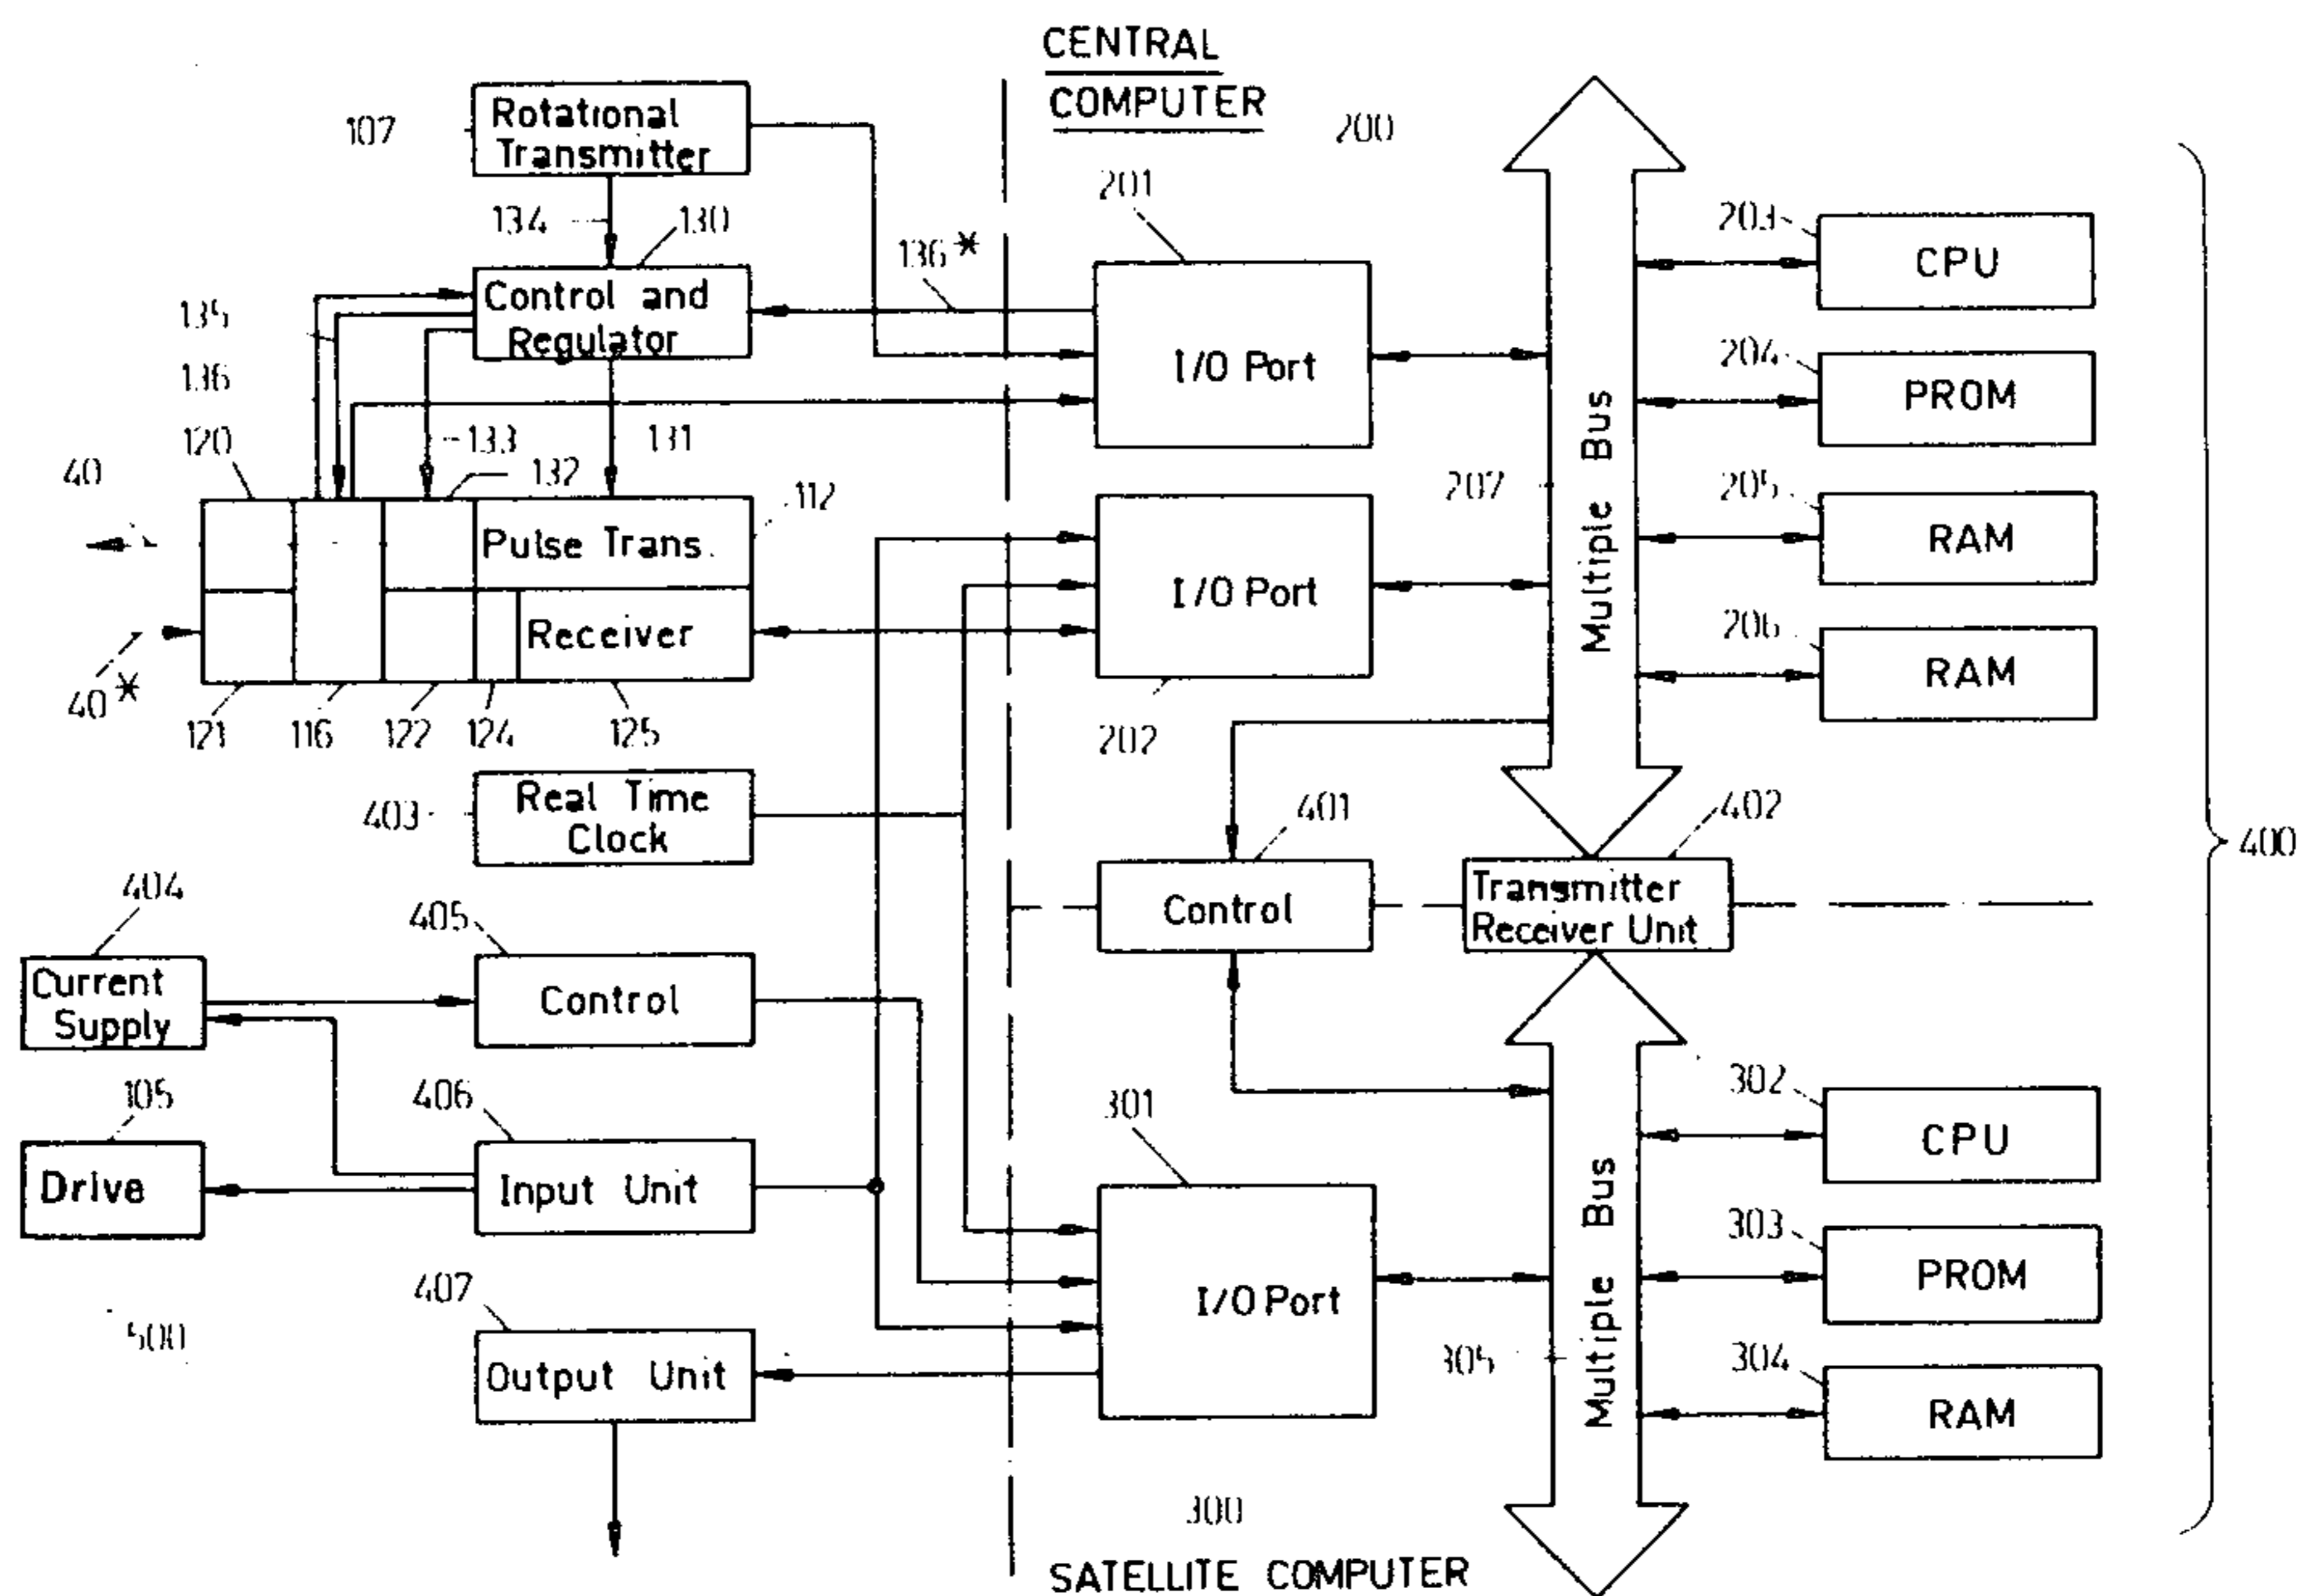 CENTRAL
COMPUTER
200
107
Rotational
Transmitter
134
130
136*
201
Control and
Regulator
135
136
120
40
133
131
132
112
I/O Port
Pulse Trans.
Receiver
40*
121
116
122
124
125
I/O Port
202
207
Multiple Bus
203
CPU
204
PROM
205
RAM
206
RAM
400
403
Real Time
Clock
401
Control
402
Transmitter
Receiver Unit
404
Current
Supply
405
Control
105
Drive
406
Input Unit
407
Output Unit
500
301
I/O Port
305
Multiple Bus
302
CPU
303
PROM
304
RAM
300
SATELLITE COMPUTER